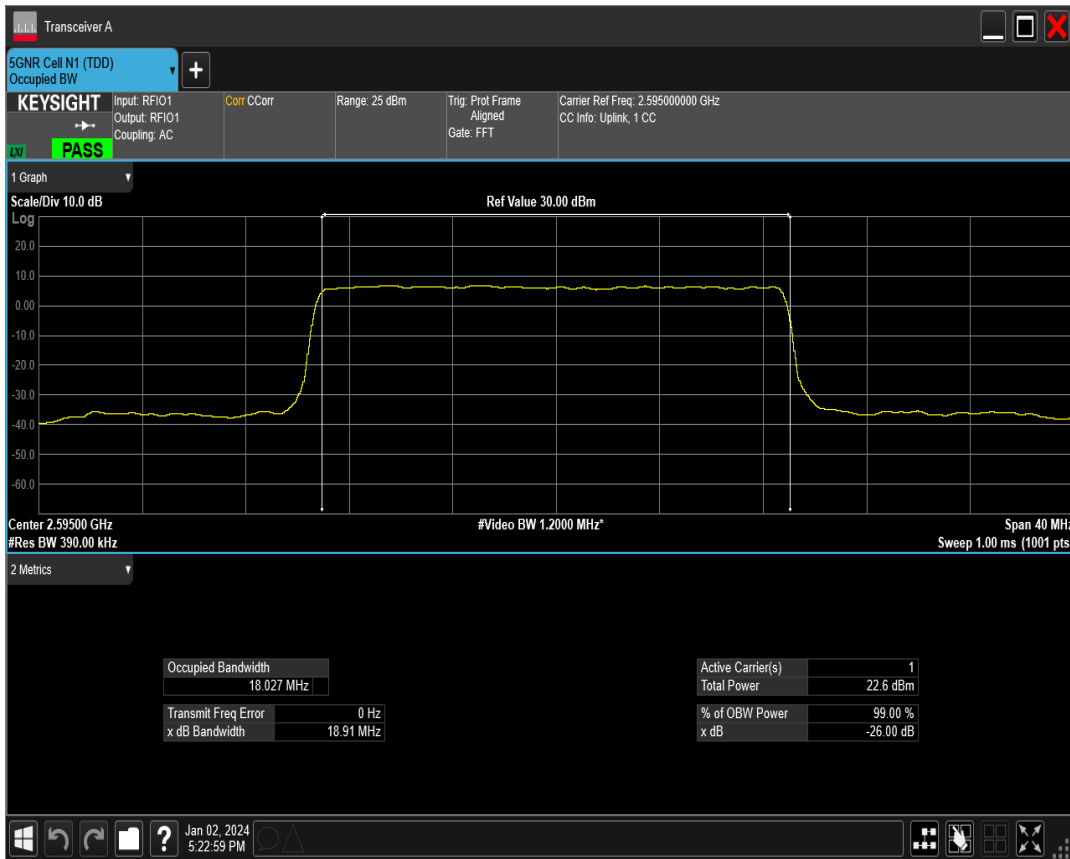 Transceiver A
5GNR Cell N1 (TDD)
Occupied BW
+
KEYSIGHT
LXI
PASS
Input: RFIO1
Output: RFIO1
Coupling: AC
Corr CCorr
Range: 25 dBm
Trig: Prot Frame
Aligned
Gate: FFT
Carrier Ref Freq: 2.595000000 GHz
CC Info: Uplink, 1 CC
1 Graph
Scale/Div 10.0 dB
Ref Value 30.00 dBm
Log
20.0
10.0
0.00
-10.0
-20.0
-30.0
-40.0
-50.0
-60.0
Center 2.59500 GHz
#Video BW 1.2000 MHz*
Span 40 MHz
#Res BW 390.00 kHz
Sweep 1.00 ms (1001 pts
2 Metrics
Occupied Bandwidth
18.027 MHz
Transmit Freq Error 0 Hz
x dB Bandwidth 18.91 MHz
Active Carrier(s) 1
Total Power 22.6 dBm
% of OBW Power 99.00 %
x dB -26.00 dB
?
Jan 02, 2024
5:22:59 PM